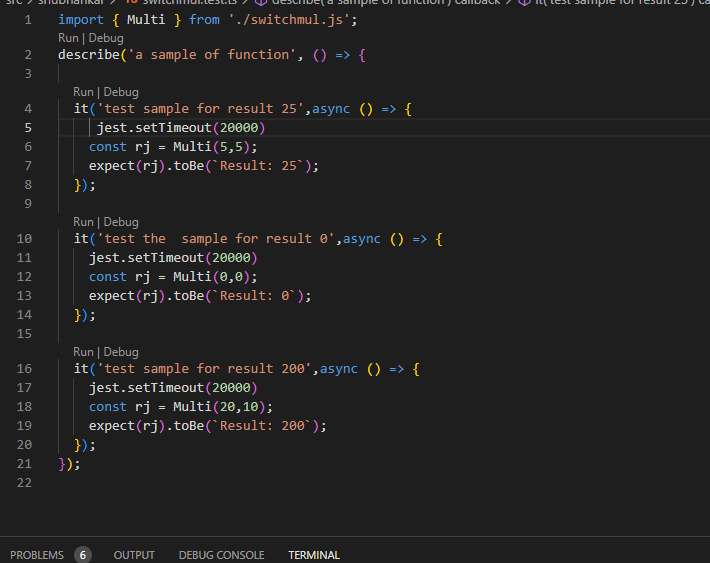 src > shubhankar > TS switchmul.test.ts > describe('a sample of function') callback > it('test sample for result 25') ca
1 import { Multi } from './switchmul.js';
Run | Debug
2 describe('a sample of function', () => {
3
Run | Debug
4 it('test sample for result 25',async () => {
5 jest.setTimeout(20000)
6 const rj = Multi(5,5);
7 expect(rj).toBe(`Result: 25`);
8 });
9
Run | Debug
10 it('test the  sample for result 0',async () => {
11 jest.setTimeout(20000)
12 const rj = Multi(0,0);
13 expect(rj).toBe(`Result: 0`);
14 });
15
Run | Debug
16 it('test sample for result 200',async () => {
17 jest.setTimeout(20000)
18 const rj = Multi(20,10);
19 expect(rj).toBe(`Result: 200`);
20 });
21 });
22
PROBLEMS 6 OUTPUT DEBUG CONSOLE TERMINAL